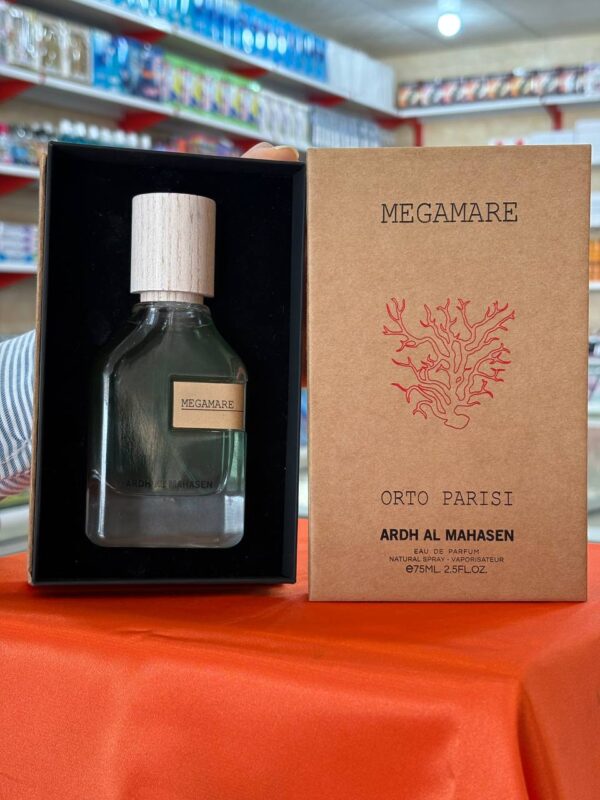 MEGAMARE
ARDH AL MAHASEN
MEGAMARE
ORTO PARISI
ARDH AL MAHASEN
EAU DE PARFUM
NATURAL SPRAY - VAPORISATEUR
℮75ML. 2.5FL.OZ.